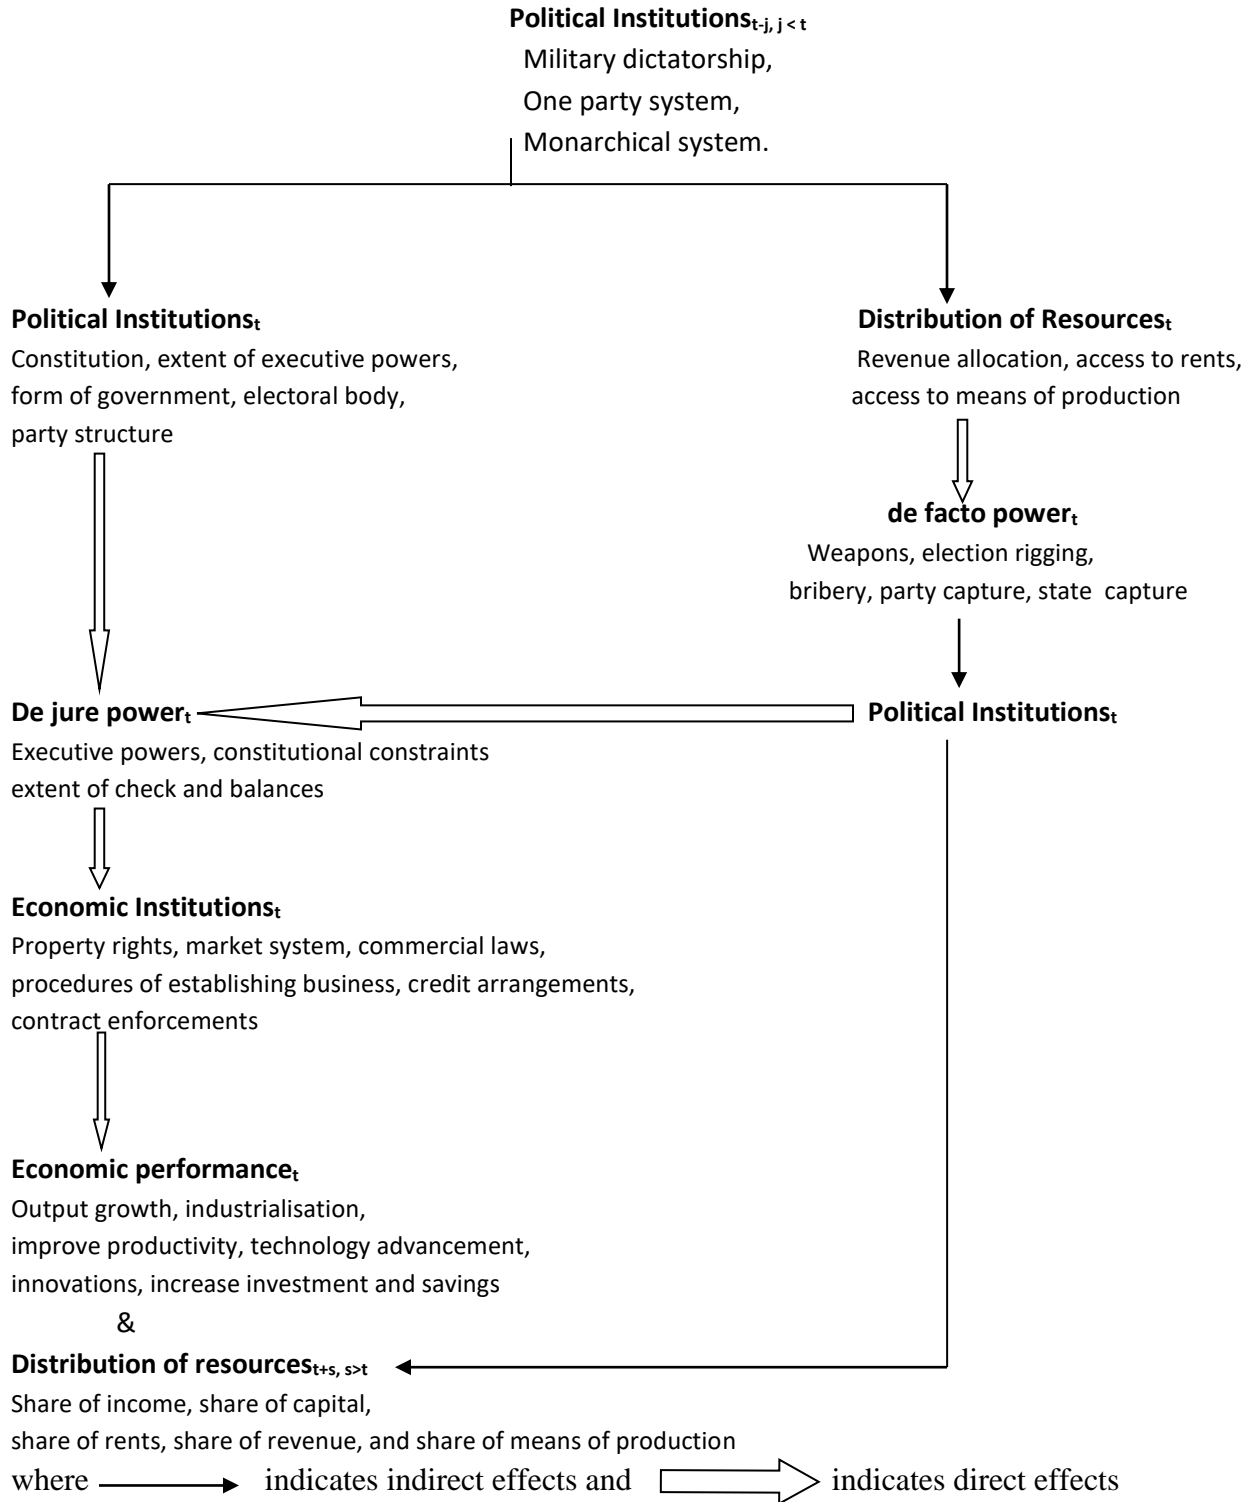 Political Institutionst-j, j < t
Military dictatorship,
One party system,
Monarchical system.
Political Institutionst
Constitution, extent of executive powers,
form of government, electoral body,
party structure
Distribution of Resourcest
Revenue allocation, access to rents,
access to means of production
de facto powert
Weapons, election rigging,
bribery, party capture, state capture
De jure powert
Political Institutionst
Executive powers, constitutional constraints
extent of check and balances
Economic Institutionst
Property rights, market system, commercial laws,
procedures of establishing business, credit arrangements,
contract enforcements
Economic performancet
Output growth, industrialisation,
improve productivity, technology advancement,
innovations, increase investment and savings
&
Distribution of resourcest+s, s>t
Share of income, share of capital,
share of rents, share of revenue, and share of means of production
where indicates indirect effects and indicates direct effects